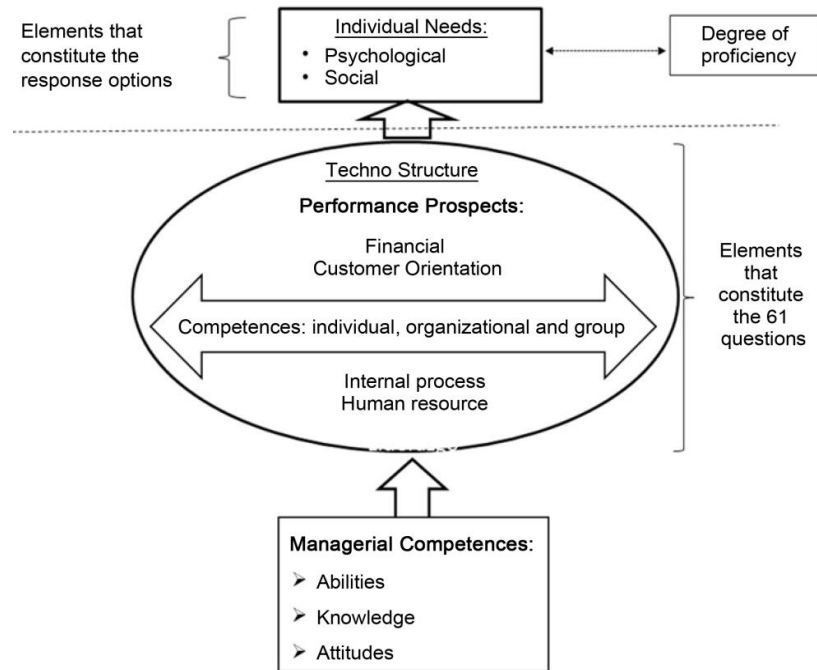 Elements that
constitute the
response options
Individual Needs:
• Psychological
• Social
Degree of
proficiency
Techno Structure
Performance Prospects:
Financial
Customer Orientation
Competences: individual, organizational and group
Internal process
Human resource
Elements
that
constitute
the 61
questions
Managerial Competences:
➢ Abilities
➢ Knowledge
➢ Attitudes